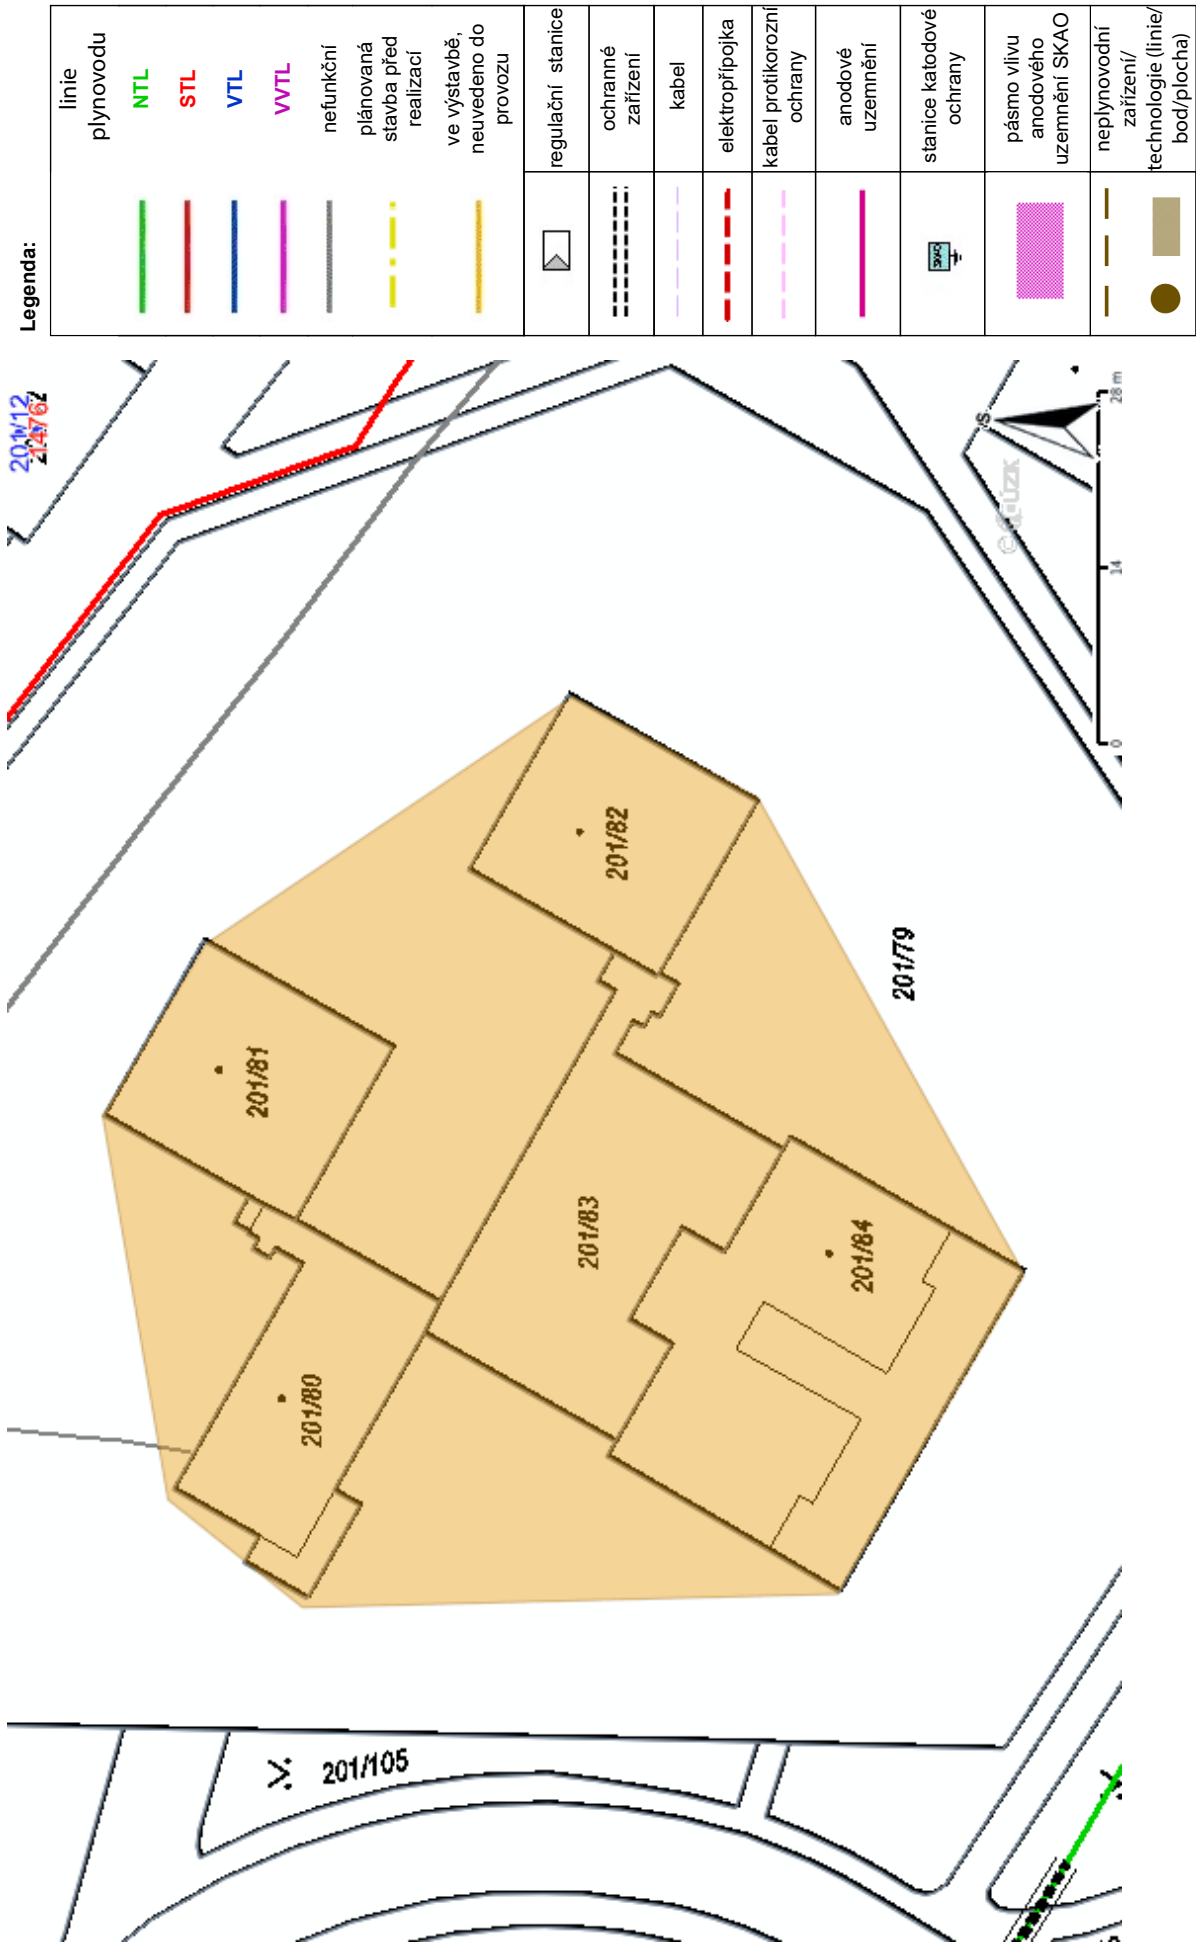 Legenda:
linie
plynovodu
NTL
STL
VTL
VVTL
nefunkční
plánovaná
stavba před
realizací
ve výstavbě,
neuvedeno do
provozu
regulační stanice
ochranné
zařízení
kabel
elektropřípojka
kabel protikorozní
ochrany
anodové
uzemnění
stanice katodové
ochrany
SKAO
pásmo vlivu
anodového
uzemnění SKAO
neplynovodní
zařízení/
technologie (linie/
bod/plocha)
201/81
201/82
201/80
201/83
201/84
201/79
201/105
S
0
14
28 m